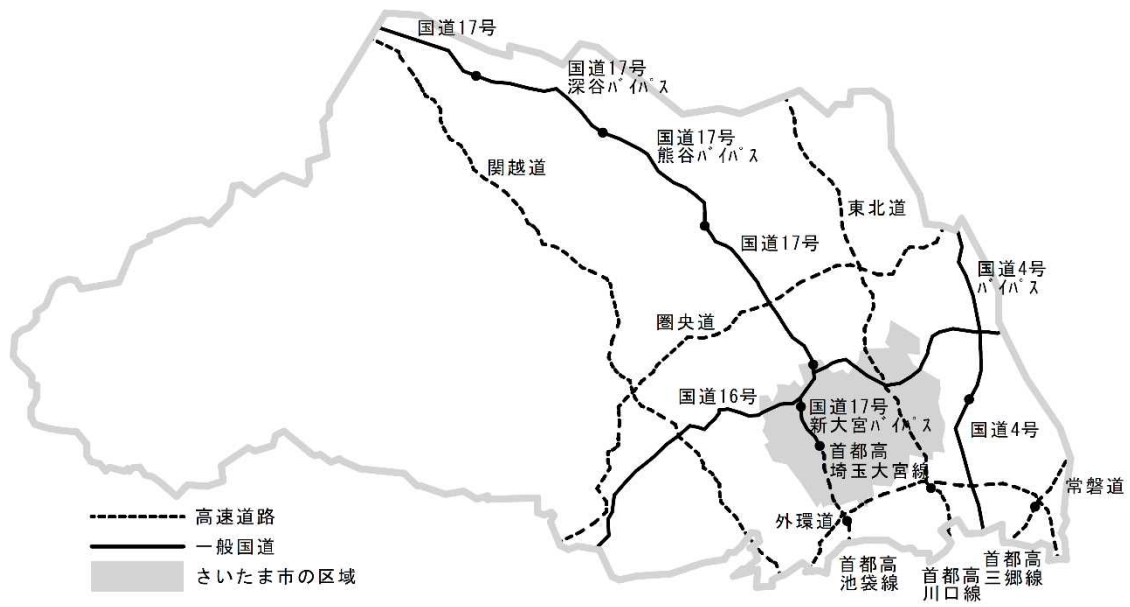 国道17号
国道17号
深谷ﾊﾞｲﾊﾟｽ
国道17号
熊谷ﾊﾞｲﾊﾟｽ
関越道
東北道
国道17号
国道4号
ﾊﾞｲﾊﾟｽ
圏央道
国道16号
国道17号
新大宮ﾊﾞｲﾊﾟｽ
国道4号
首都高
埼玉大宮線
常磐道
外環道
高速道路
一般国道
さいたま市の区域
首都高
池袋線
首都高
川口線
首都高
三郷線